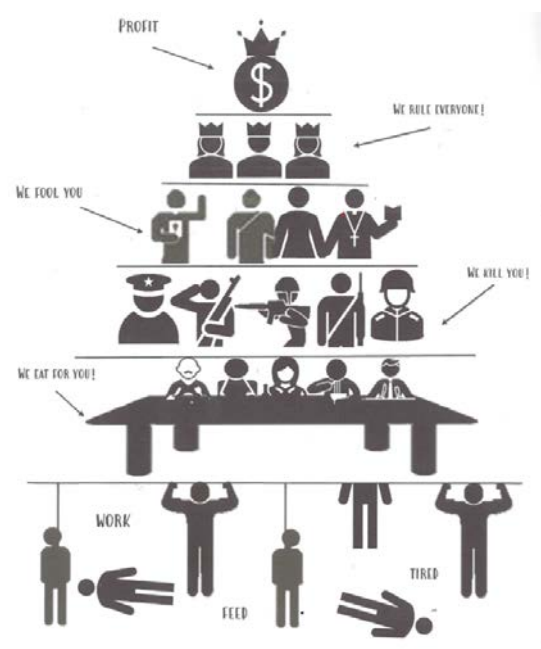 PROFIT
$
WE RULE EVERYONE!
WE FOOL YOU
WE KILL YOU!
WE EAT FOR YOU!
WORK
TIRED
FEED